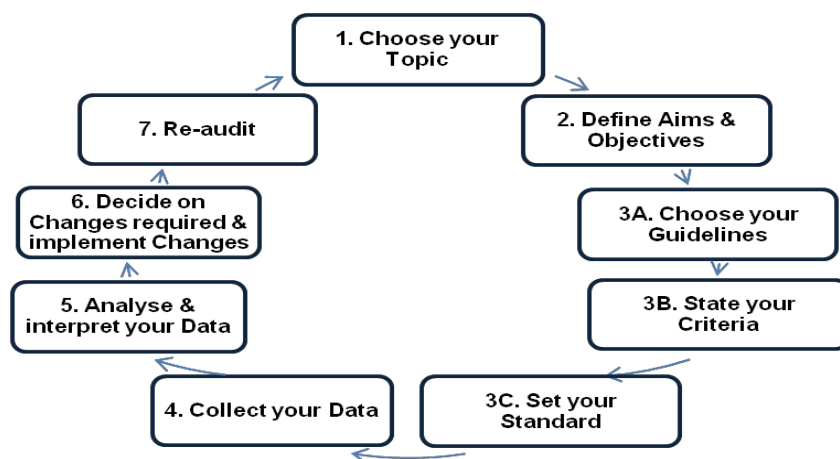 1. Choose your
Topic
2. Define Aims &
Objectives
3A. Choose your
Guidelines
3B. State your
Criteria
3C. Set your
Standard
4. Collect your Data
5. Analyse &
interpret your Data
6. Decide on
Changes required &
implement Changes
7. Re-audit